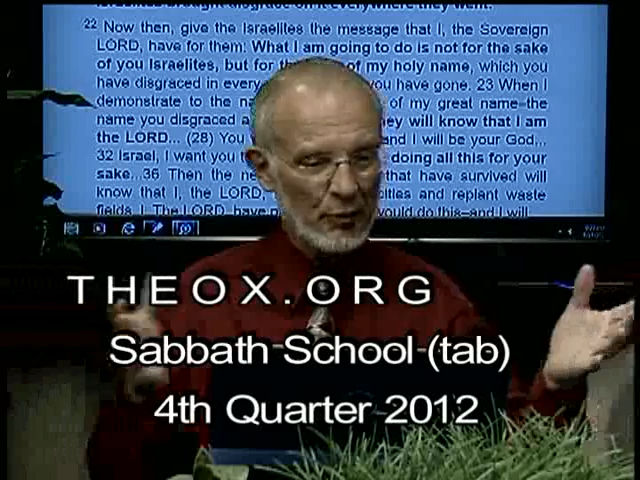 22 Now then, give the Israelites the message that I, the Sovereign
LORD, have for them: What I am going to do is not for the sake
of you Israelites, but for of my holy name, which you
have disgraced in every you have gone. 23 When I
demonstrate to the of my great name–the
name you disgraced they will know that I am
the LORD... (28) You and I will be your God...
32 Israel, I want you doing all this for your
sake...36 Then the that have survived will
know that I, the LORD, and replant waste
fields. I, The LORD, have would do this–and I will
THEOX.ORG
Sabbath School (tab)
4th Quarter 2012